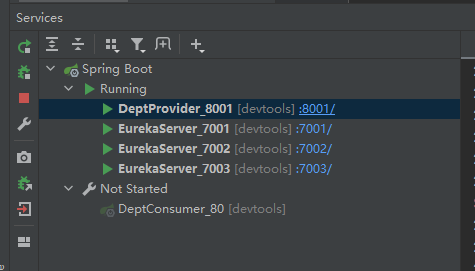 Services
Spring Boot
Running
DeptProvider_8001 [devtools] :8001/
EurekaServer_7001 [devtools] :7001/
EurekaServer_7002 [devtools] :7002/
EurekaServer_7003 [devtools] :7003/
Not Started
DeptConsumer_80 [devtools]